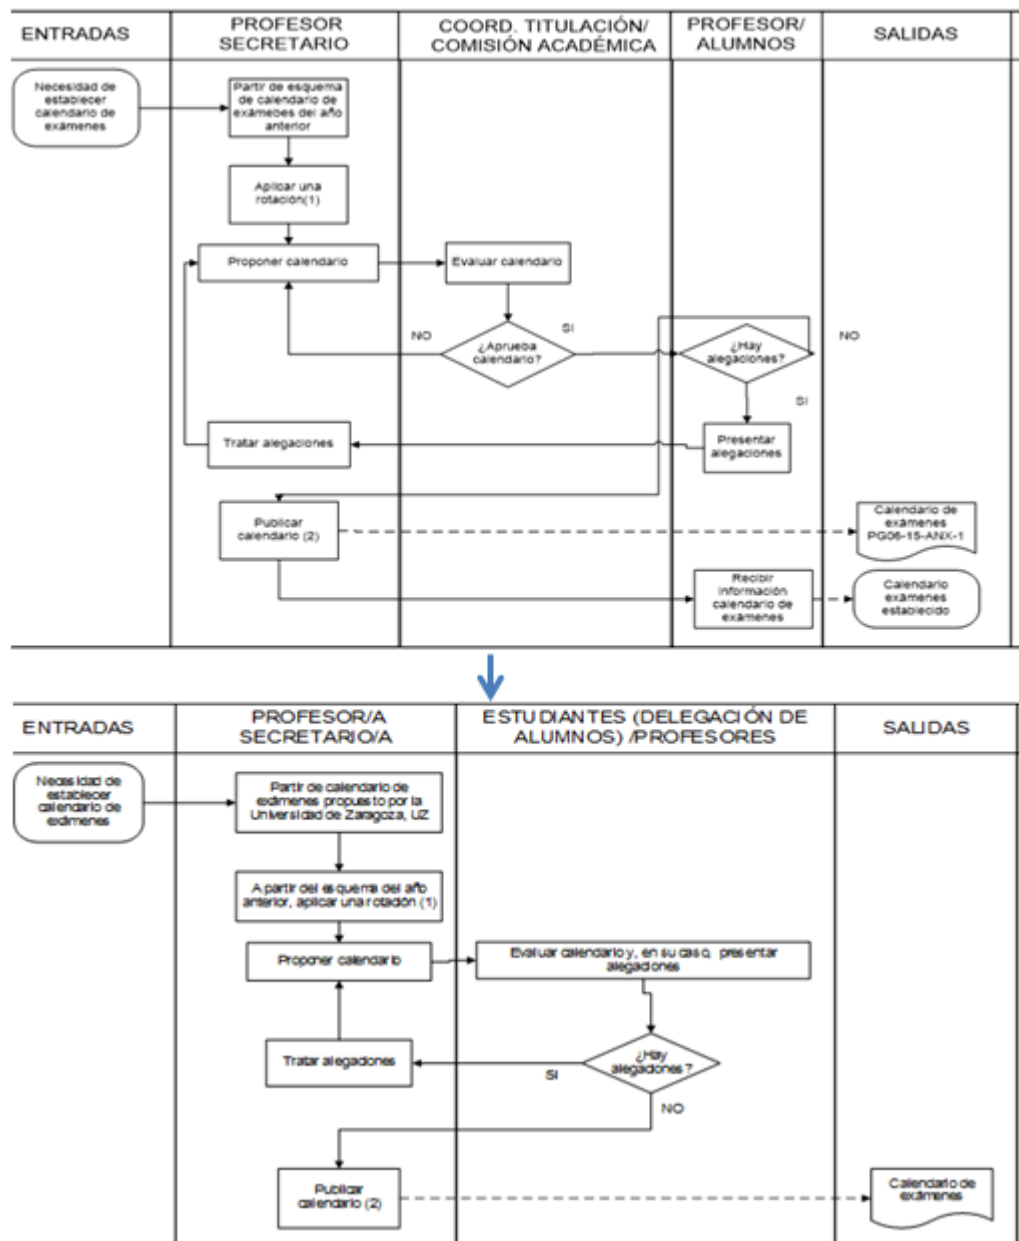 ENTRADAS
PROFESOR
SECRETARIO
COORD. TITULACIÓN/
COMISIÓN ACADÉMICA
PROFESOR/
ALUMNOS
SALIDAS
Necesidad de
establecer
calendario de
exámenes
Partir de esquema
de calendario de
exámebes del año
anterior
Aplicar una
rotación(1)
Proponer calendario
Evaluar calendario
NO
¿Aprueba
calendario?
SI
¿Hay
alegaciones?
NO
SI
Tratar alegaciones
Presentar
alegaciones
Publicar
calendario (2)
Calendario de
exámenes
PG06-15-ANX-1
Recibir
información
calendario de
exámenes
Calendario
exámenes
establecido
ENTRADAS
PROFESOR/A
SECRETARIO/A
ESTUDIANTES (DELEGACIÓN DE
ALUMNOS) /PROFESORES
SALIDAS
Necesidad de
establecer
calendario de
exámenes
Partir de calendario de
exámenes propuesto por la
Universidad de Zaragoza, UZ
A partir del esquema del año
anterior, aplicar una rotación (1)
Proponer calendario
Evaluar calendario y, en su caso, presentar
alegaciones
Tratar alegaciones
SI
¿Hay
alegaciones?
NO
Publicar
calendario (2)
Calendario de
exámenes